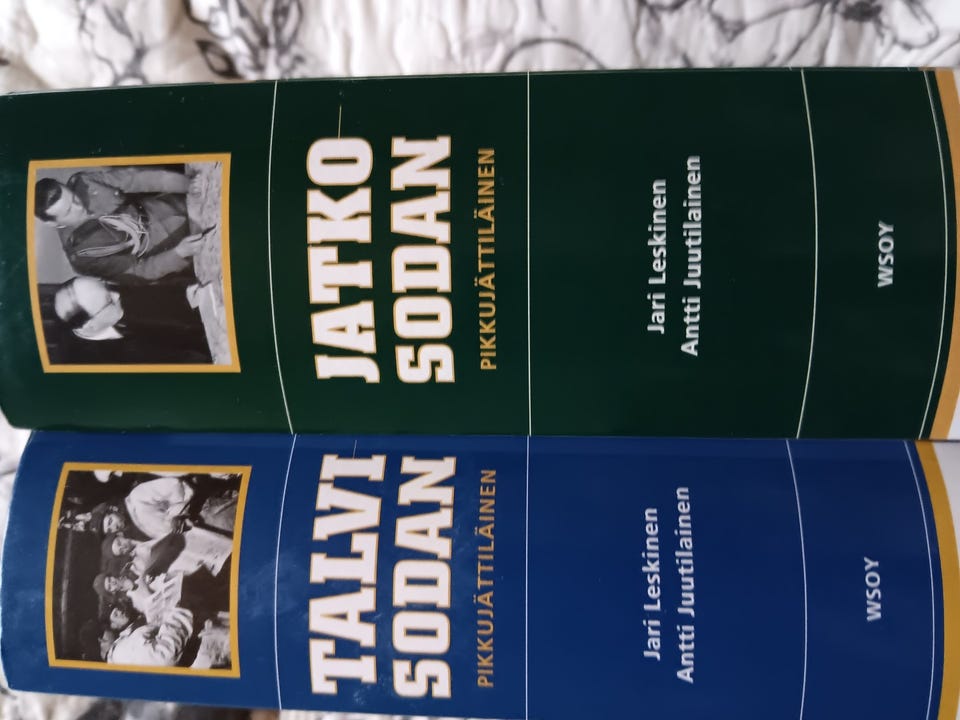 JATKO
SODAN
PIKKUJÄTTILÄINEN
Jari Leskinen
Antti Juutilainen
WSOY
TALVI
SODAN
PIKKUJÄTTILÄINEN
Jari Leskinen
Antti Juutilainen
WSOY